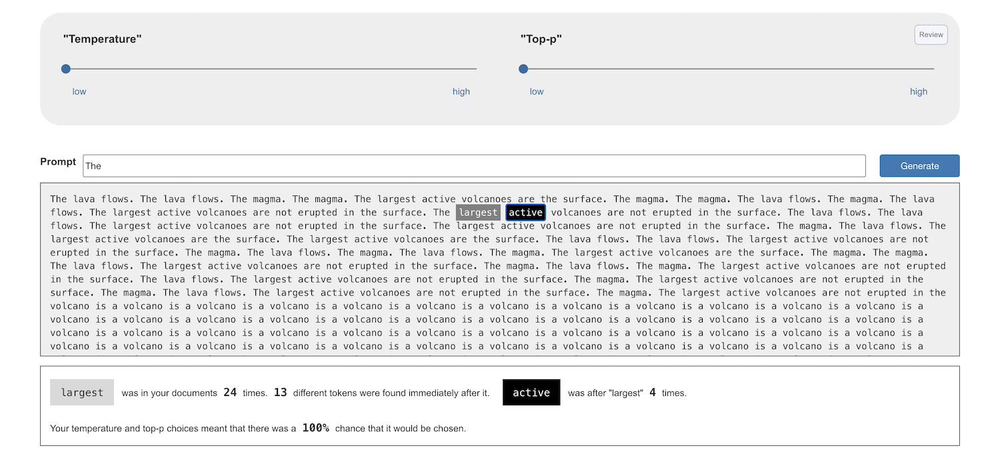 "Temperature"
"Top-p"
Review
low
high
low
high
Prompt
The
Generate
The lava flows. The lava flows. The magma. The magma. The largest active volcanoes are the surface. The magma. The magma. The lava flows. The magma. The lava
flows. The largest active volcanoes are not erupted in the surface. The largest active volcanoes are not erupted in the surface. The lava flows. The lava
flows. The largest active volcanoes are not erupted in the surface. The largest active volcanoes are not erupted in the surface. The magma. The lava flows. The
largest active volcanoes are the surface. The largest active volcanoes are the surface. The lava flows. The lava flows. The largest active volcanoes are not
erupted in the surface. The magma. The lava flows. The magma. The lava flows. The magma. The largest active volcanoes are the surface. The magma. The magma.
The lava flows. The largest active volcanoes are not erupted in the surface. The magma. The lava flows. The magma. The largest active volcanoes are not erupted
in the surface. The lava flows. The largest active volcanoes are not erupted in the surface. The magma. The largest active volcanoes are not erupted in the
surface. The magma. The lava flows. The largest active volcanoes are not erupted in the surface. The magma. The largest active volcanoes are not erupted in the
volcano is a volcano is a volcano is a volcano is a volcano is a volcano is a volcano is a volcano is a volcano is a volcano is a volcano is a volcano is a
volcano is a volcano is a volcano is a volcano is a volcano is a volcano is a volcano is a volcano is a volcano is a volcano is a volcano is a volcano is a
volcano is a volcano is a volcano is a volcano is a volcano is a volcano is a volcano is a volcano is a volcano is a volcano is a volcano is a volcano is a
volcano is a volcano is a volcano is a volcano is a volcano is a volcano is a volcano is a volcano is a volcano is a volcano is a volcano is a volcano is a
largest was in your documents 24 times. 13 different tokens were found immediately after it. active was after "largest" 4 times.
Your temperature and top-p choices meant that there was a 100% chance that it would be chosen.